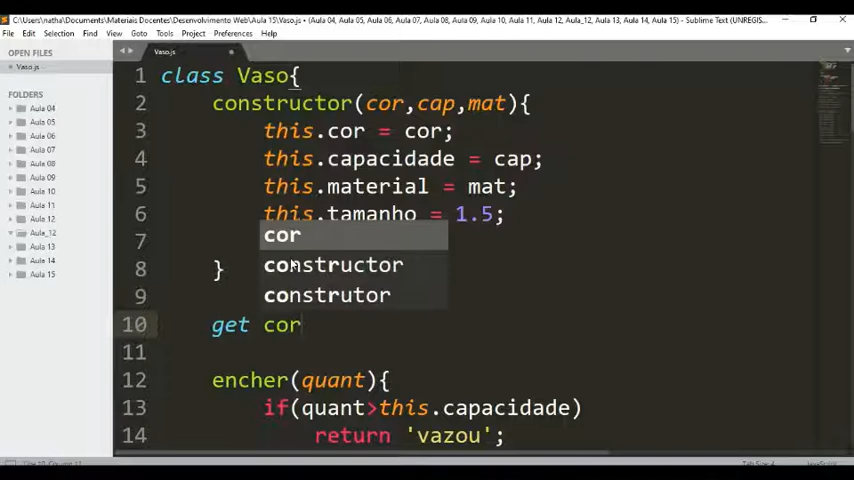 C:\Users\natha\Documents\Materiais Docentes\Desenvolvimento Web\Aula 15\Vaso.js • (Aula 04, Aula 05, Aula 06, Aula 07, Aula 08, Aula 09, Aula 10, Aula 11, Aula 12, Aula_12, Aula 13, Aula 14, Aula 15) - Sublime Text (UNREGIS...
File Edit Selection Find View Goto Tools Project Preferences Help
OPEN FILES
Vaso.js
FOLDERS
Aula 04
Aula 05
Aula 06
Aula 07
Aula 08
Aula 09
Aula 10
Aula 11
Aula 12
Aula_12
Aula 13
Aula 14
Aula 15
Vaso.js
1 class Vaso{
2 constructor(cor,cap,mat){
3 this.cor = cor;
4 this.capacidade = cap;
5 this.material = mat;
6 this.tamanho = 1.5;
7 cor
8 } constructor
9 construtor
10 get cor
11
12 encher(quant){
13 if(quant>this.capacidade)
14 return 'vazou';
Tab Size: 4 JavaScript